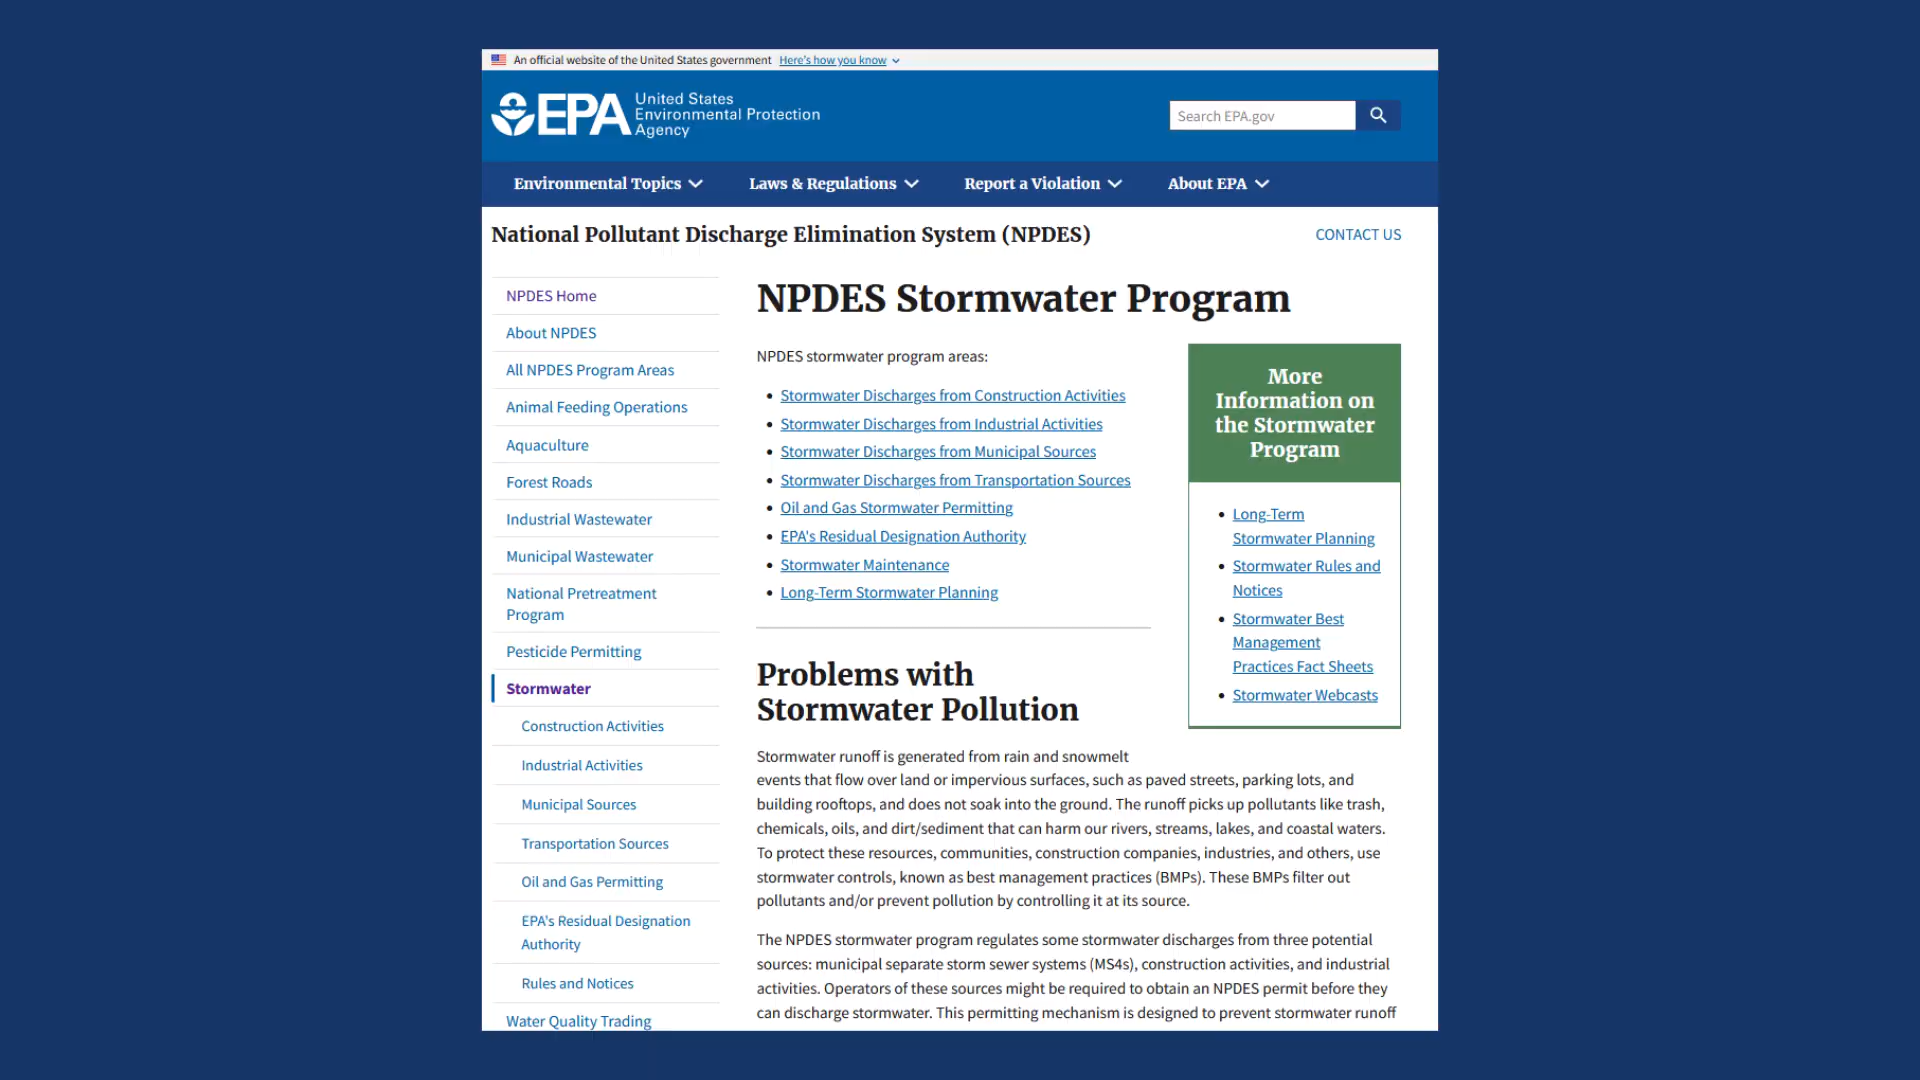 An official website of the United States government Here's how you know
EPA United States
Environmental Protection
Agency
Search EPA.gov
Environmental Topics Laws & Regulations Report a Violation About EPA
National Pollutant Discharge Elimination System (NPDES) CONTACT US
NPDES Home
About NPDES
All NPDES Program Areas
Animal Feeding Operations
Aquaculture
Forest Roads
Industrial Wastewater
Municipal Wastewater
National Pretreatment
Program
Pesticide Permitting
Stormwater
Construction Activities
Industrial Activities
Municipal Sources
Transportation Sources
Oil and Gas Permitting
EPA's Residual Designation
Authority
Rules and Notices
Water Quality Trading
NPDES Stormwater Program
NPDES stormwater program areas:
• Stormwater Discharges from Construction Activities
• Stormwater Discharges from Industrial Activities
• Stormwater Discharges from Municipal Sources
• Stormwater Discharges from Transportation Sources
• Oil and Gas Stormwater Permitting
• EPA's Residual Designation Authority
• Stormwater Maintenance
• Long-Term Stormwater Planning
More
Information on
the Stormwater
Program
• Long-Term
Stormwater Planning
• Stormwater Rules and
Notices
• Stormwater Best
Management
Practices Fact Sheets
• Stormwater Webcasts
Problems with
Stormwater Pollution
Stormwater runoff is generated from rain and snowmelt
events that flow over land or impervious surfaces, such as paved streets, parking lots, and
building rooftops, and does not soak into the ground. The runoff picks up pollutants like trash,
chemicals, oils, and dirt/sediment that can harm our rivers, streams, lakes, and coastal waters.
To protect these resources, communities, construction companies, industries, and others, use
stormwater controls, known as best management practices (BMPs). These BMPs filter out
pollutants and/or prevent pollution by controlling it at its source.
The NPDES stormwater program regulates some stormwater discharges from three potential
sources: municipal separate storm sewer systems (MS4s), construction activities, and industrial
activities. Operators of these sources might be required to obtain an NPDES permit before they
can discharge stormwater. This permitting mechanism is designed to prevent stormwater runoff